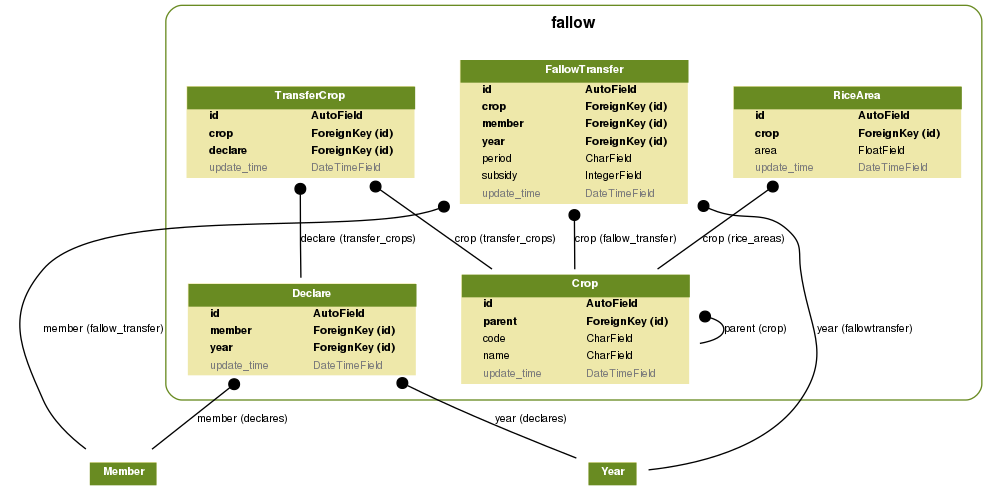 fallow
FallowTransfer
id AutoField
crop ForeignKey (id)
member ForeignKey (id)
year ForeignKey (id)
period CharField
subsidy IntegerField
update_time DateTimeField
TransferCrop
id AutoField
crop ForeignKey (id)
declare ForeignKey (id)
update_time DateTimeField
RiceArea
id AutoField
crop ForeignKey (id)
area FloatField
update_time DateTimeField
declare (transfer_crops)
crop (transfer_crops)
crop (fallow_transfer)
crop (rice_areas)
Declare
id AutoField
member ForeignKey (id)
year ForeignKey (id)
update_time DateTimeField
Crop
id AutoField
parent ForeignKey (id)
code CharField
name CharField
update_time DateTimeField
member (fallow_transfer)
parent (crop)
year (fallowtransfer)
member (declares)
year (declares)
Member
Year